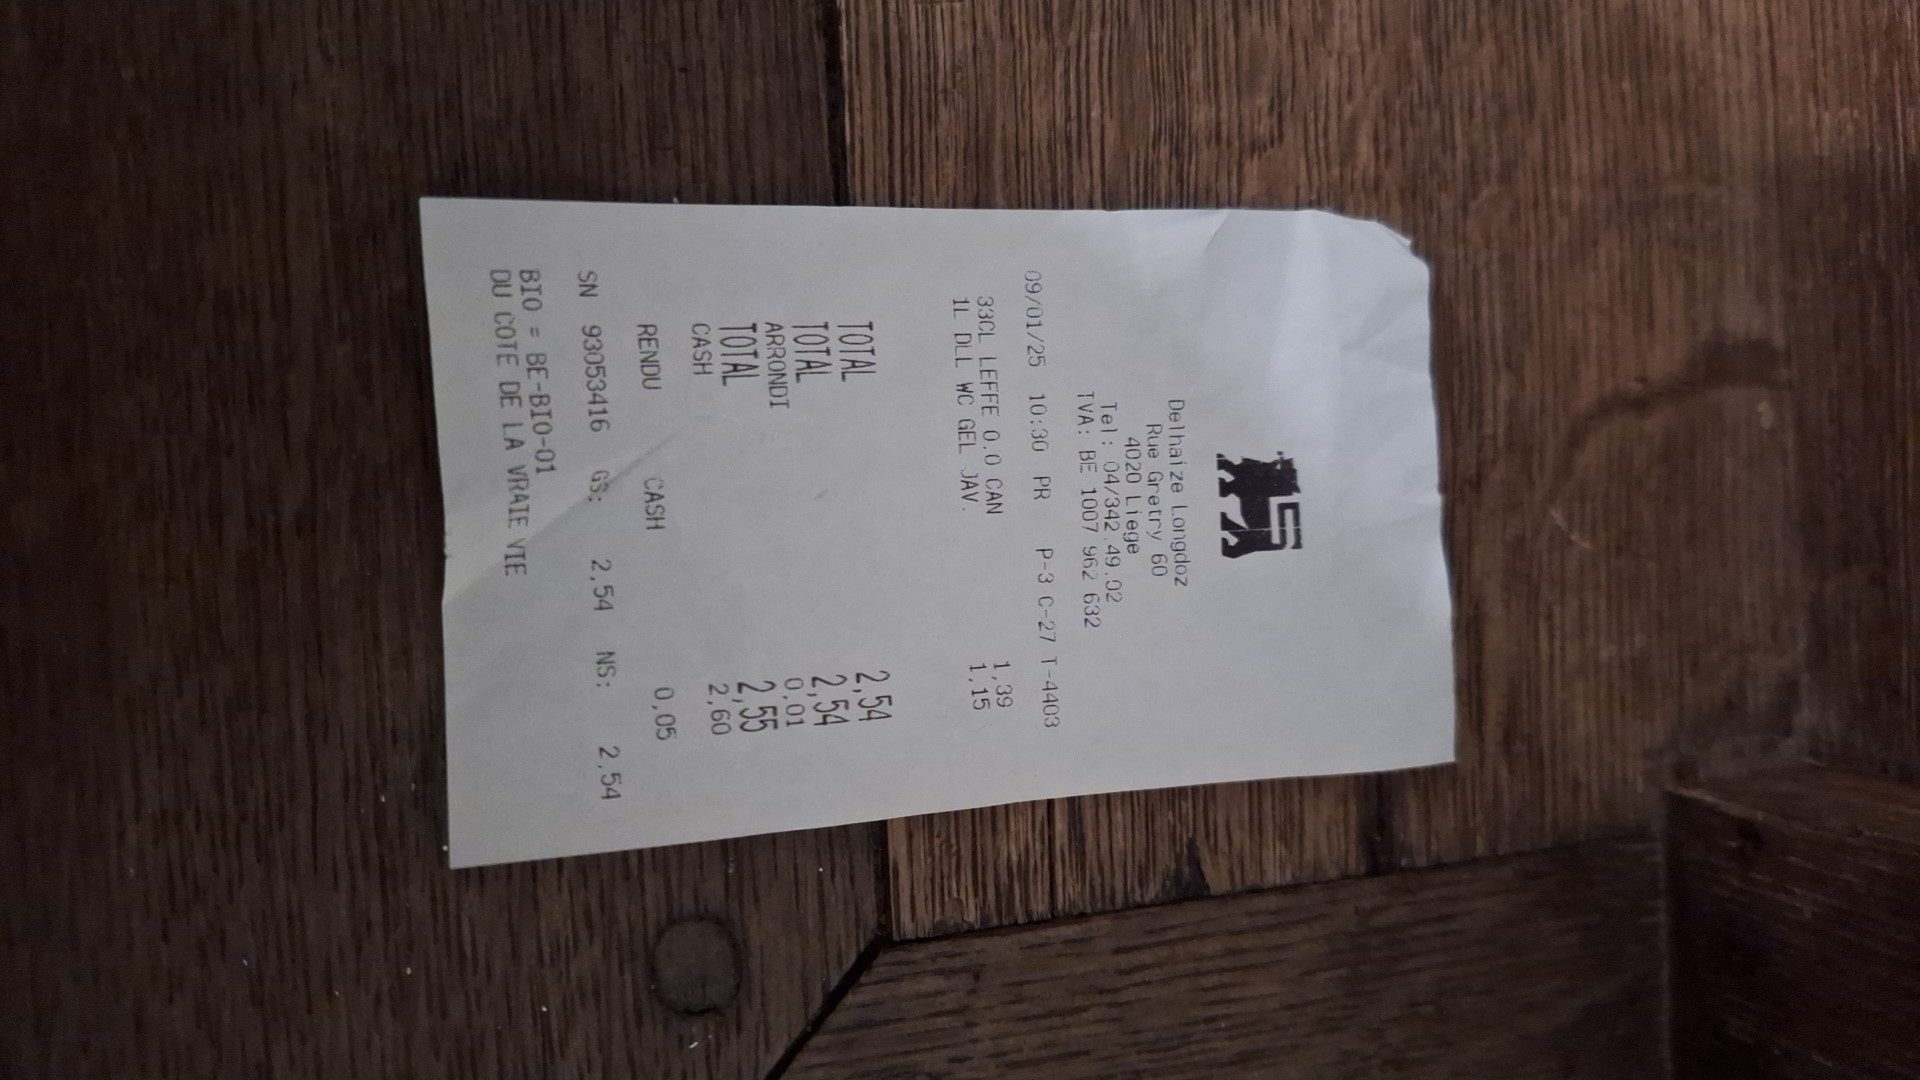 Delhaize Longdoz
Rue Gretry 60
4020 Liege
Tel: 04/342.49.02
TVA: BE 1007 962 632
09/01/25 10:30 PR P-3 C-27 T-4403
33CL LEFFE 0.0 CAN 1,39
1L DLL WC GEL JAV. 1,15
TOTAL 2,54
TOTAL 2,54
ARRONDI 0,01
TOTAL 2,55
CASH 2,60
RENDU CASH 0,05
SN 93053416 GS: 2,54 NS: 2,54
BIO = BE-BIO-01
DU COTE DE LA VRAIE VIE